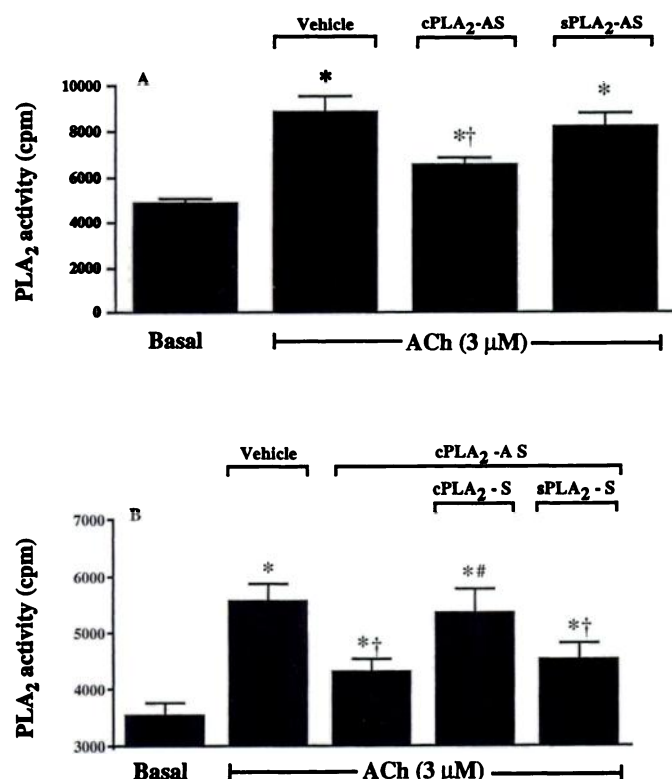 Vehicle cPLA2-AS sPLA2-AS
A
10000
*
*
8000
*†
6000
4000
2000
0
PLA2 activity (cpm)
Basal
ACh (3 μM)
Vehicle
cPLA2-A S
cPLA2 - S sPLA2 - S
B
7000
6000
*
*#
5000
*†
*†
4000
3000
PLA2 activity (cpm)
Basal
ACh (3 μM)